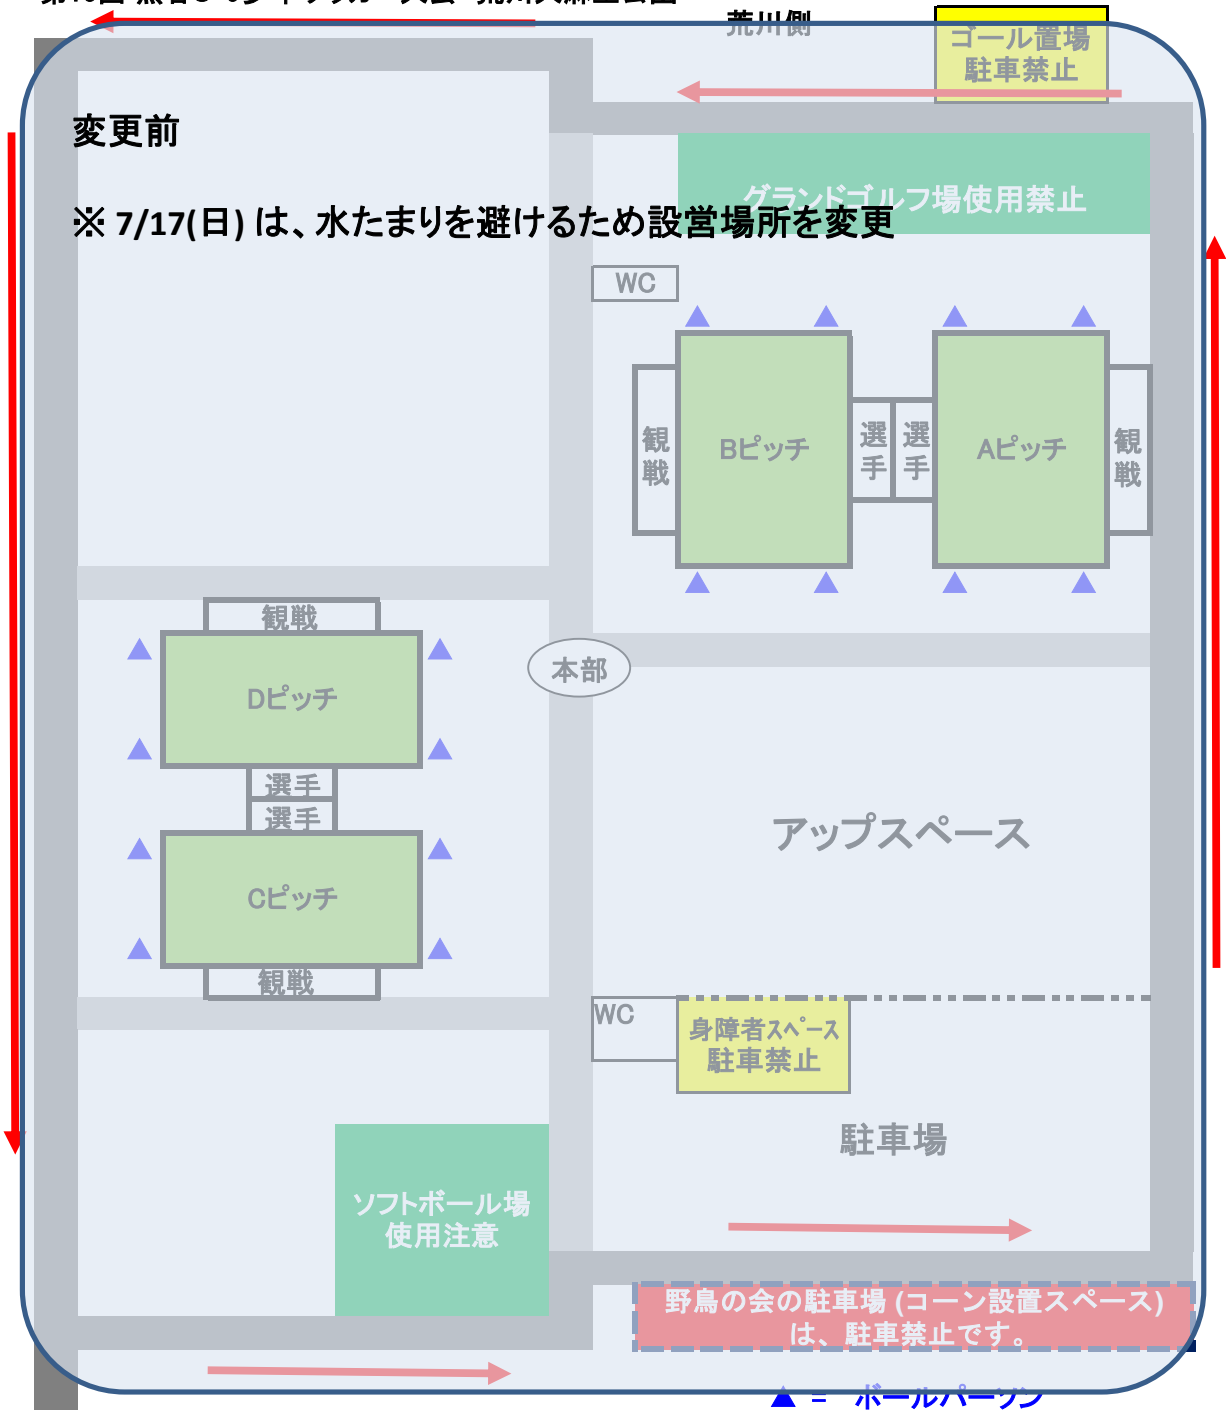 荒川側
ゴール置場
駐車禁止
変更前
グランドゴルフ場使用禁止
※ 7/17(日) は、水たまりを避けるため設営場所を変更
WC
観戦
Bピッチ
選手
選手
Aピッチ
観戦
観戦
Dピッチ
選手
選手
Cピッチ
観戦
本部
アップスペース
WC
身障者スペース
駐車禁止
駐車場
ソフトボール場
使用注意
野鳥の会の駐車場 (コーン設置スペース)
は、駐車禁止です。
▲ = ボールパーソン